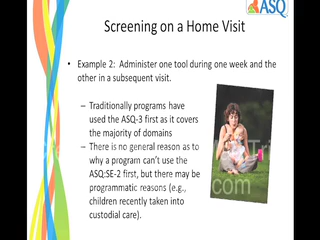 ASQ
Screening on a Home Visit
• Example 2: Administer one tool during one week and the
other in a subsequent visit.
– Traditionally programs have
used the ASQ-3 first as it covers
the majority of domains
– There is no general reason as to
why a program can't use the
ASQ:SE-2 first, but there may be
programmatic reasons (e.g.,
children recently taken into
custodial care).
.com